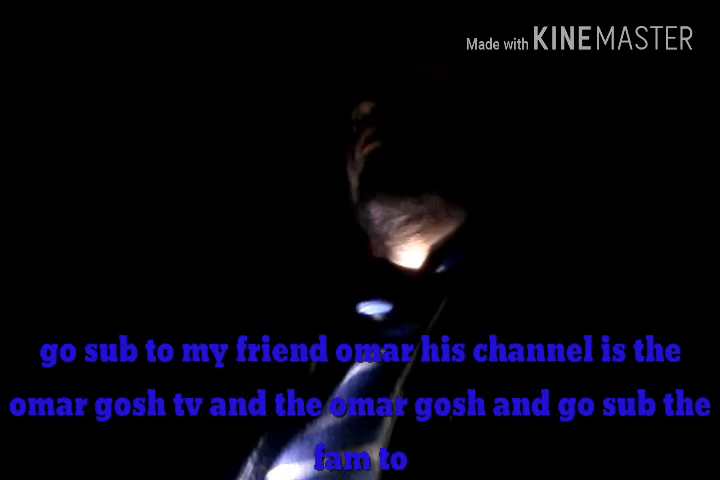 Made with KINEMASTER
go sub to my friend omar his channel is the
omar gosh tv and the omar gosh and go sub the
fam to